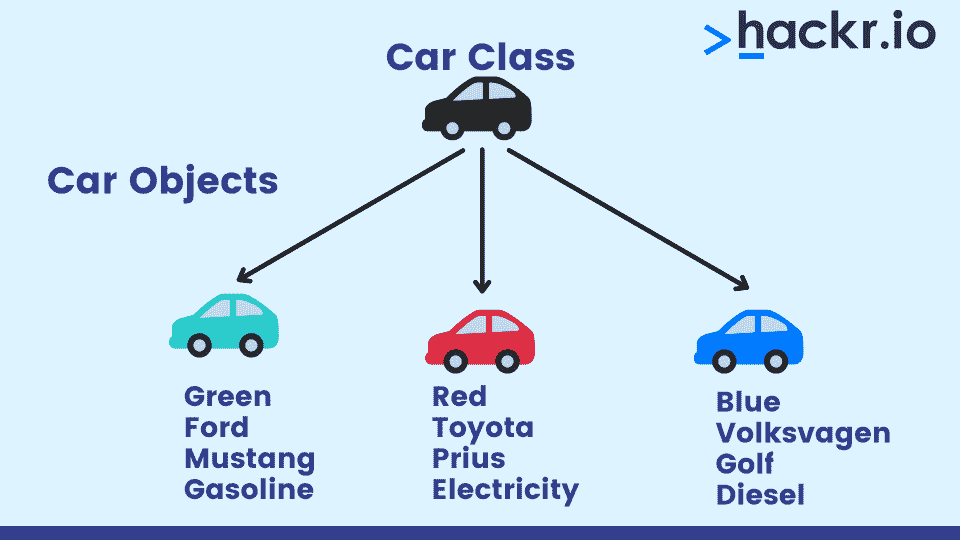 >hackr.io
Car Class
Car Objects
Green
Ford
Mustang
Gasoline
Red
Toyota
Prius
Electricity
Blue
Volksvagen
Golf
Diesel